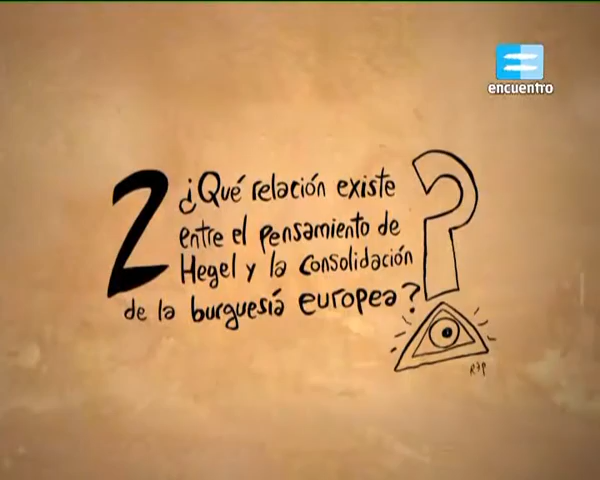 encuentro
2 ¿Qué relación existe
entre el pensamiento de
Hegel y la consolidación
de la burguesía europea?